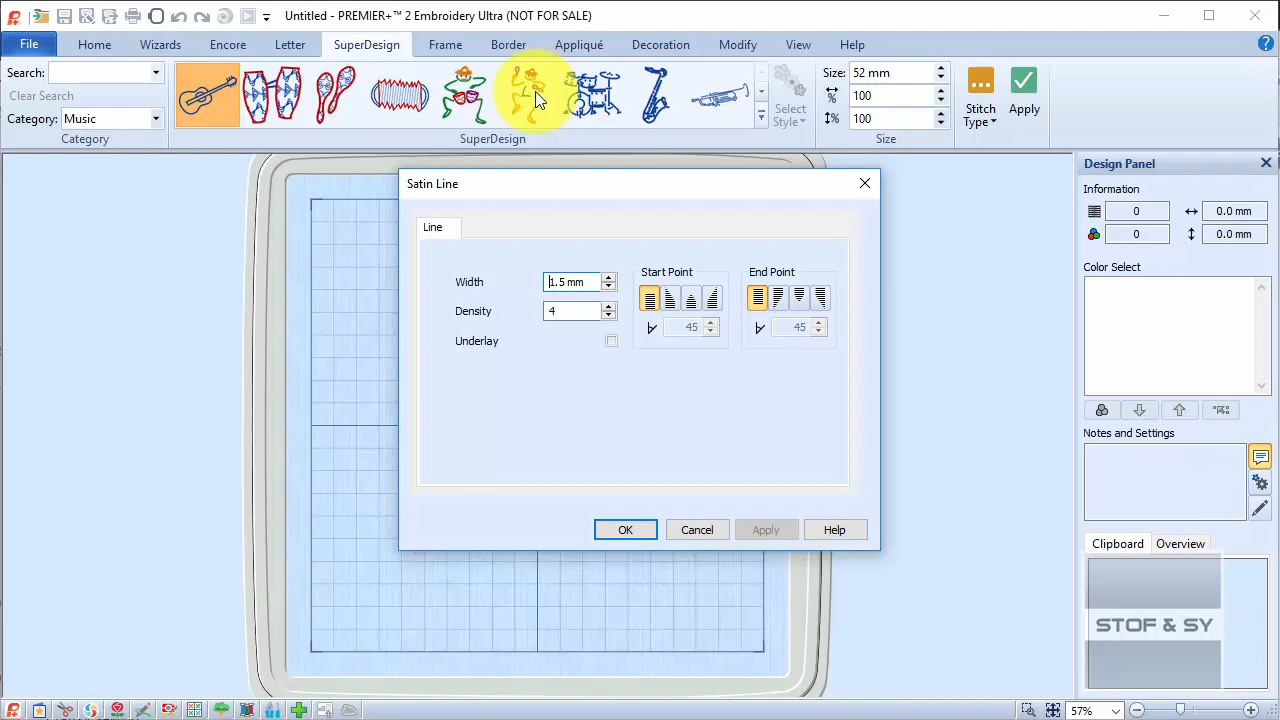 Untitled - PREMIER+™ 2 Embroidery Ultra (NOT FOR SALE)
File Home Wizards Encore Letter SuperDesign Frame Border Appliqué Decoration Modify View Help
Search:
Clear Search
Category: Music
Category
SuperDesign
Select Style
Size: 52 mm
% 100
% 100
Size
Stitch Type
Apply
Satin Line
Line
Width 1.5 mm
Density 4
Underlay
Start Point
45
End Point
45
OK Cancel Apply Help
Design Panel
Information
0 0.0 mm
0 0.0 mm
Color Select
Notes and Settings
Clipboard Overview
STOF & SY
57%